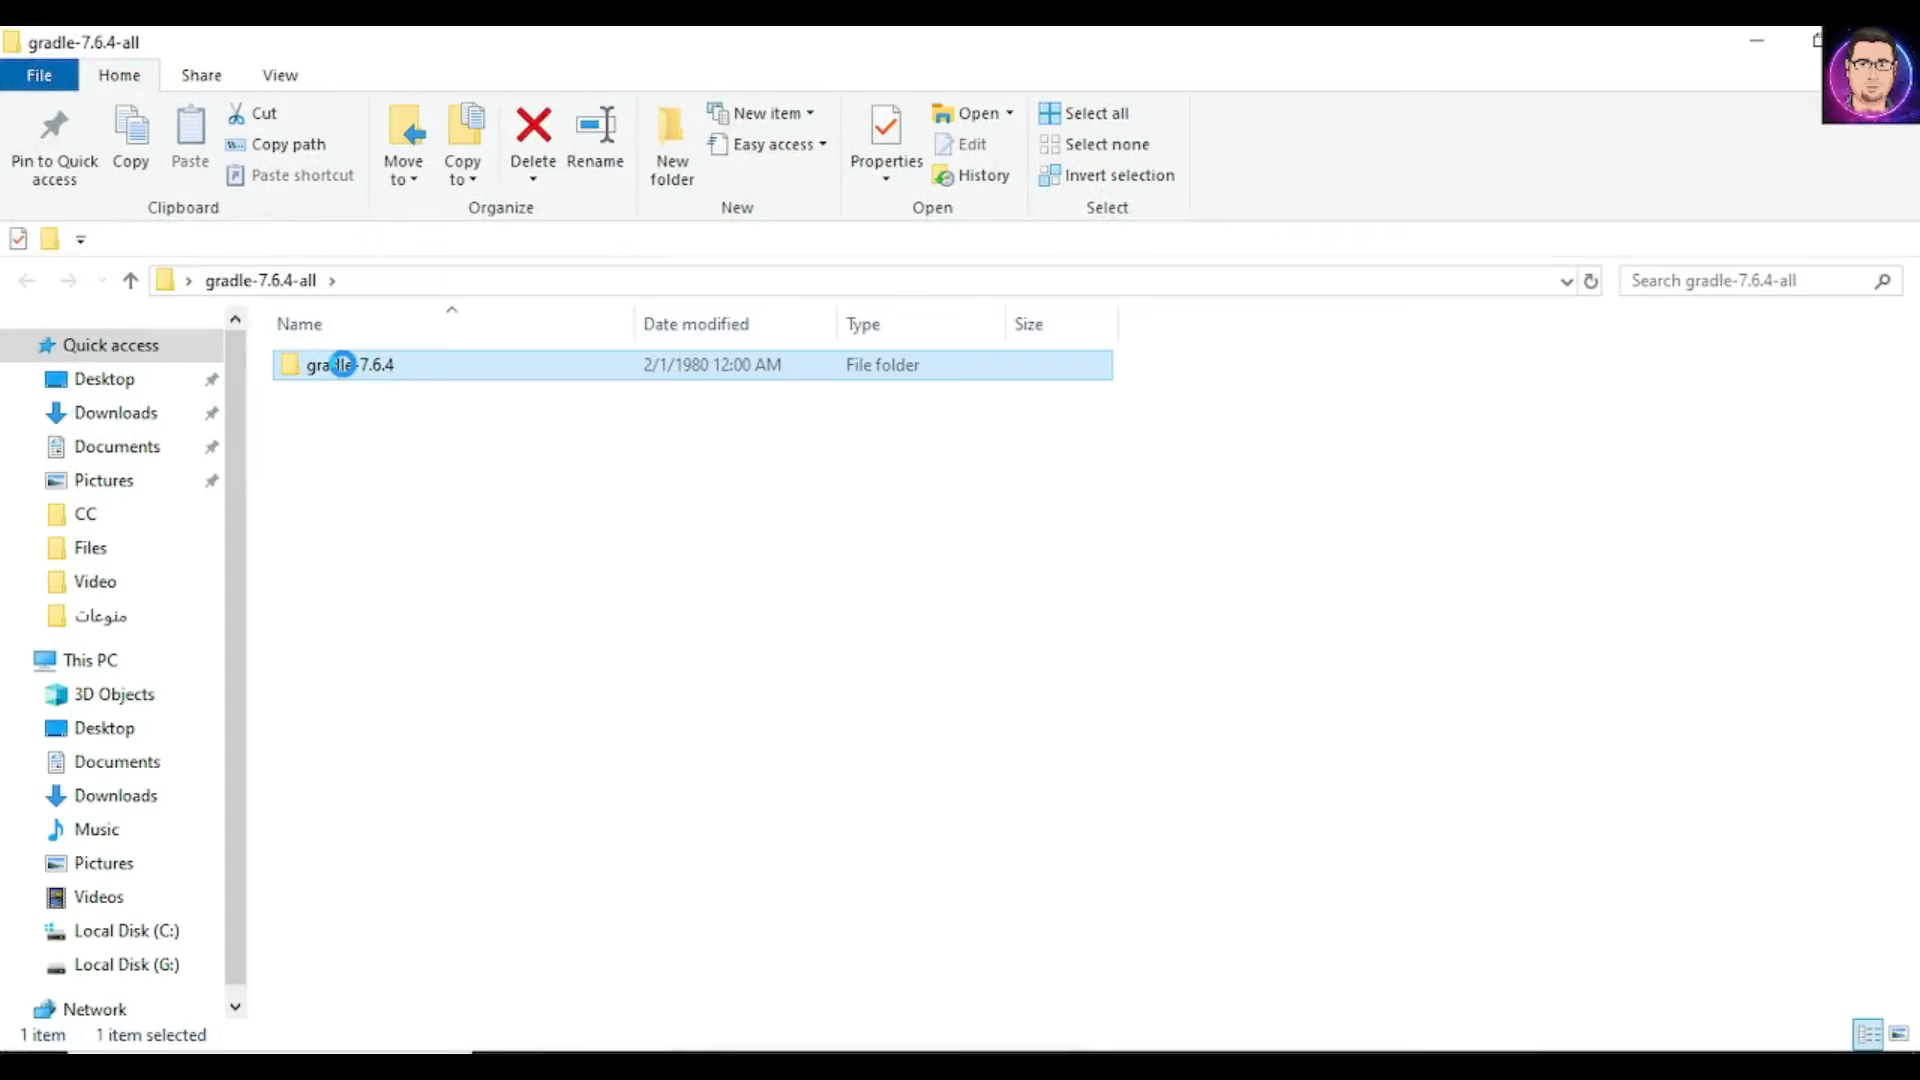 gradle-7.6.4-all
File
Home
Share
View
Pin to Quick access
Copy
Paste
Cut
Copy path
Paste shortcut
Clipboard
Move to
Copy to
Delete
Rename
Organize
New folder
New item
Easy access
New
Properties
Open
Edit
History
Open
Select all
Select none
Invert selection
Select
gradle-7.6.4-all
Search gradle-7.6.4-all
Name
Date modified
Type
Size
gradle-7.6.4
2/1/1980 12:00 AM
File folder
Quick access
Desktop
Downloads
Documents
Pictures
CC
Files
Video
منوعات
This PC
3D Objects
Desktop
Documents
Downloads
Music
Pictures
Videos
Local Disk (C:)
Local Disk (G:)
Network
1 item
1 item selected